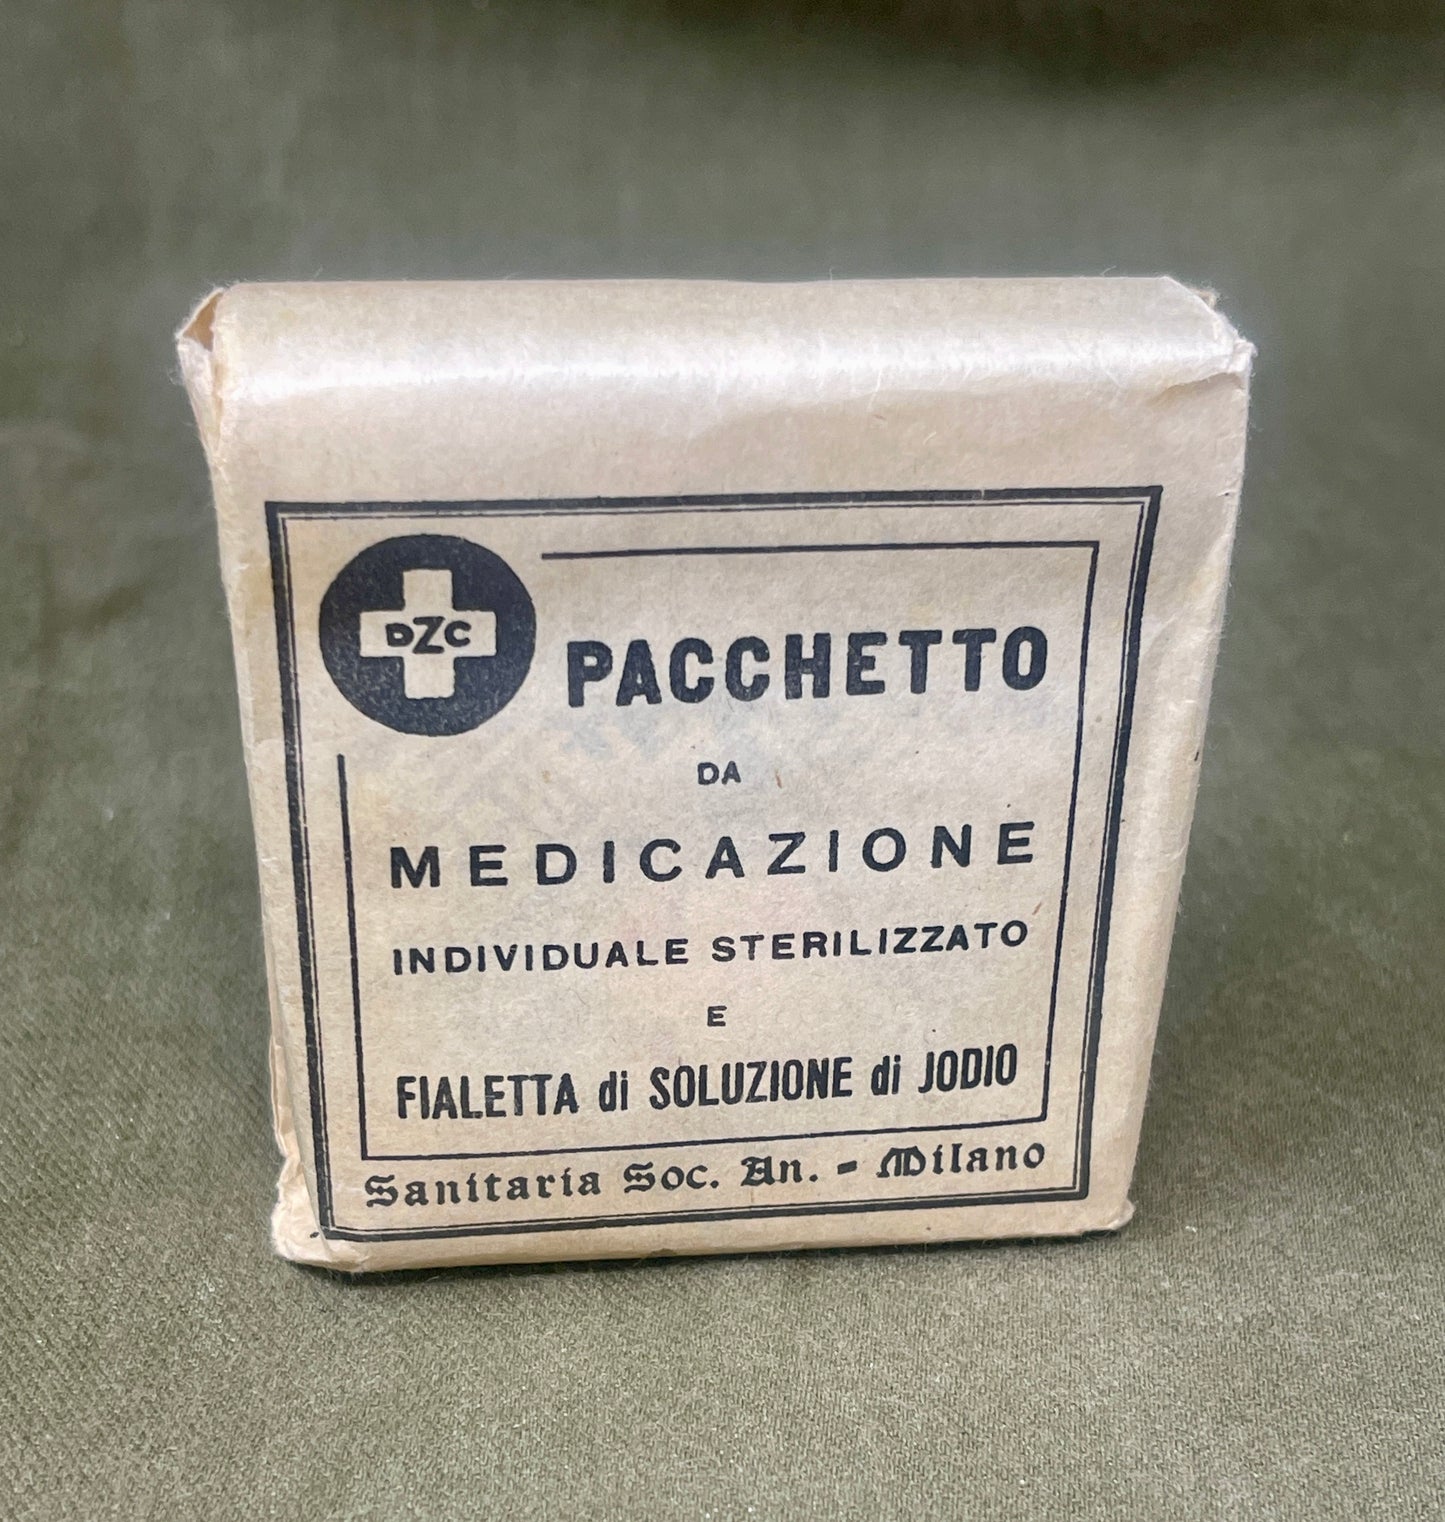 DZC
PACCHETTO
DA
MEDICAZIONE
INDIVIDUALE STERILIZZATO
E
FIALETTA di SOLUZIONE di JODIO
Sanitaria Soc. An. - Milano